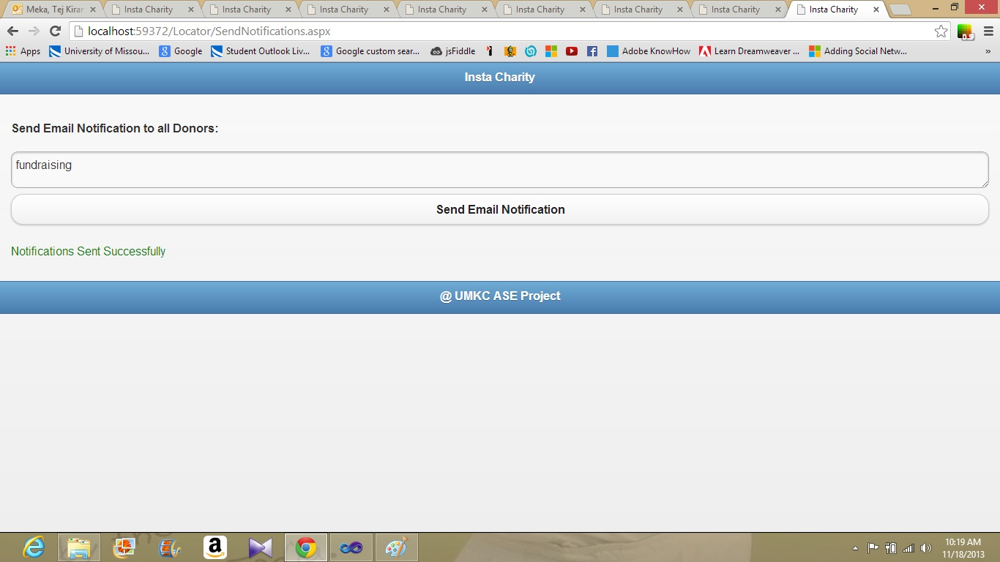 Meka, Tej Kiran
Insta Charity
Insta Charity
Insta Charity
Insta Charity
Insta Charity
Insta Charity
Insta Charity
Insta Charity
localhost:59372/Locator/SendNotifications.aspx
Apps
University of Missou...
Google
Student Outlook Liv...
Google custom sear...
jsFiddle
Adobe KnowHow
Learn Dreamweaver ...
Adding Social Netw...
»
Insta Charity
Send Email Notification to all Donors:
fundraising
Send Email Notification
Notifications Sent Successfully
@ UMKC ASE Project
10:19 AM
11/18/2013